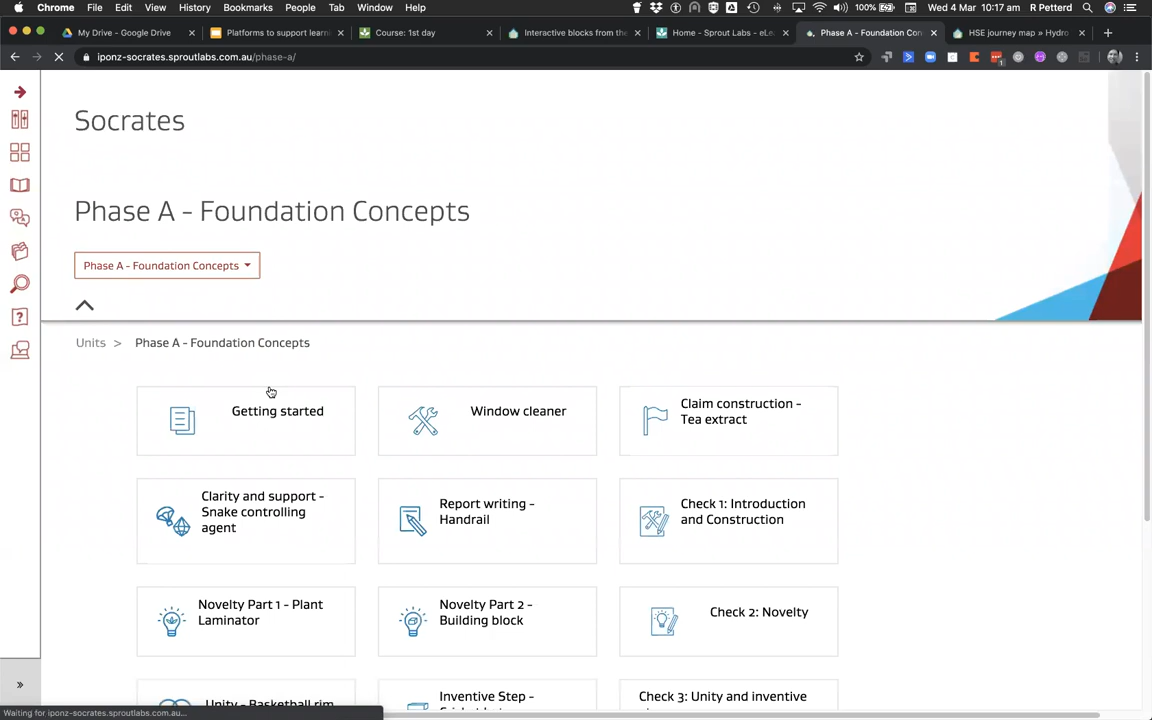 Chrome File Edit View History Bookmarks People Tab Window Help 100% Wed 4 Mar 10:17 am R Petterd
My Drive - Google Drive Platforms to support learni Course: 1st day Interactive blocks from the Home - Sprout Labs - eLea Phase A - Foundation Con HSE journey map » Hydro
iponz-socrates.sproutlabs.com.au/phase-a/
Socrates
Phase A - Foundation Concepts
Phase A - Foundation Concepts
Units > Phase A - Foundation Concepts
Getting started
Window cleaner
Claim construction -
Tea extract
Clarity and support -
Snake controlling
agent
Report writing -
Handrail
Check 1: Introduction
and Construction
Novelty Part 1 - Plant
Laminator
Novelty Part 2 -
Building block
Check 2: Novelty
Unity - Basketball rim
Inventive Step -
Check 3: Unity and inventive
Waiting for iponz-socrates.sproutlabs.com.au...